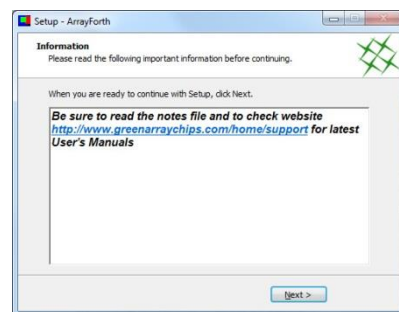 Setup - ArrayForth
Information
Please read the following important information before continuing.
When you are ready to continue with Setup, click Next.
Be sure to read the notes file and to check website
http://www.greenarraychips.com/home/support for latest
User's Manuals
Next >